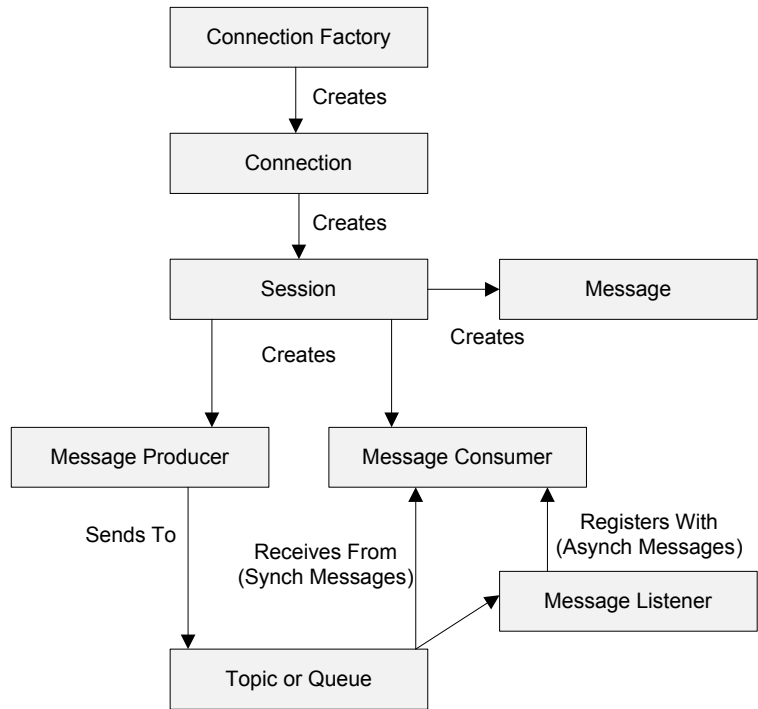 Connection Factory
Creates
Connection
Creates
Session
Message
Creates
Creates
Message Producer
Message Consumer
Sends To
Receives From
(Synch Messages)
Registers With
(Asynch Messages)
Message Listener
Topic or Queue